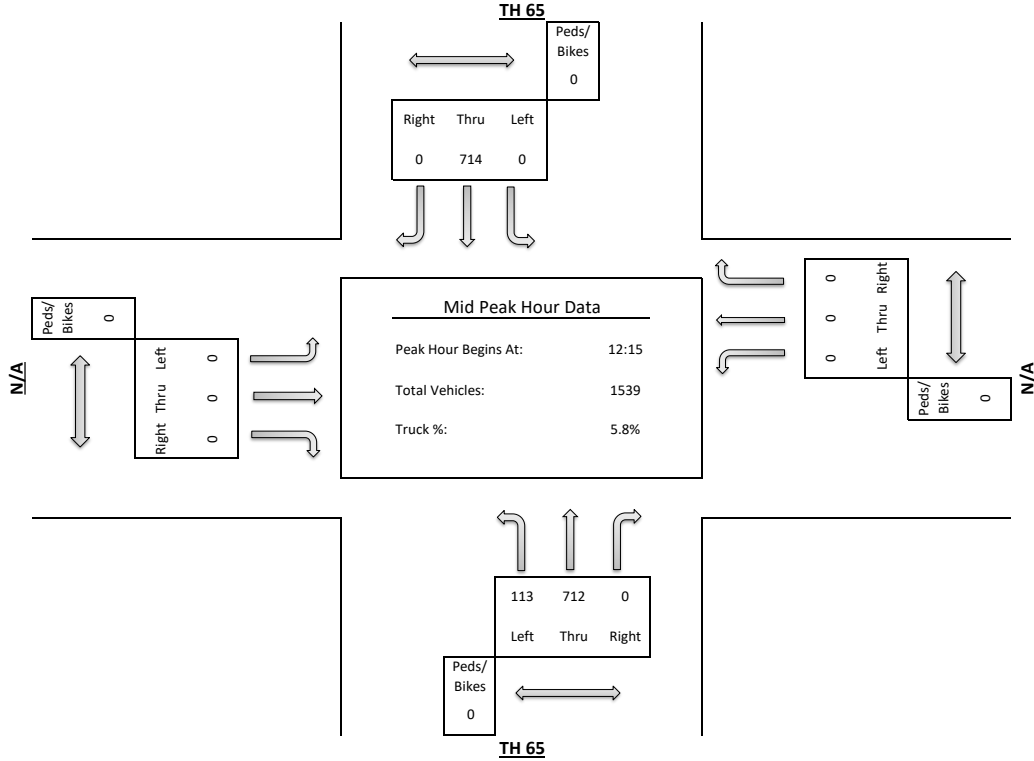 TH 65
Peds/
Bikes
0
Right Thru Left
0 714 0
Mid Peak Hour Data
Peak Hour Begins At: 12:15
Total Vehicles: 1539
Truck %: 5.8%
N/A
Peds/
Bikes
0
Right Thru Left
0 0 0
Left Thru Right
0 0 0
Peds/
Bikes
0
N/A
113 712 0
Left Thru Right
Peds/
Bikes
0
TH 65